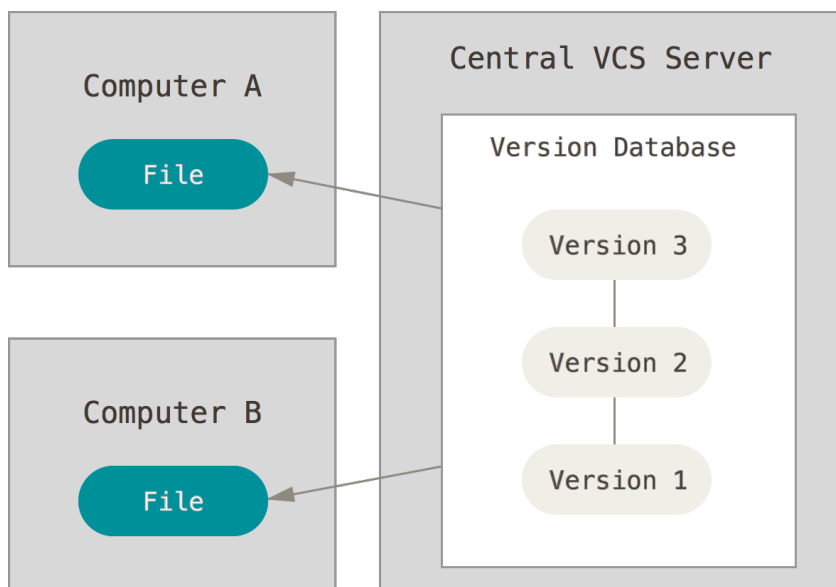 Computer A
File
Computer B
File
Central VCS Server
Version Database
Version 3
Version 2
Version 1